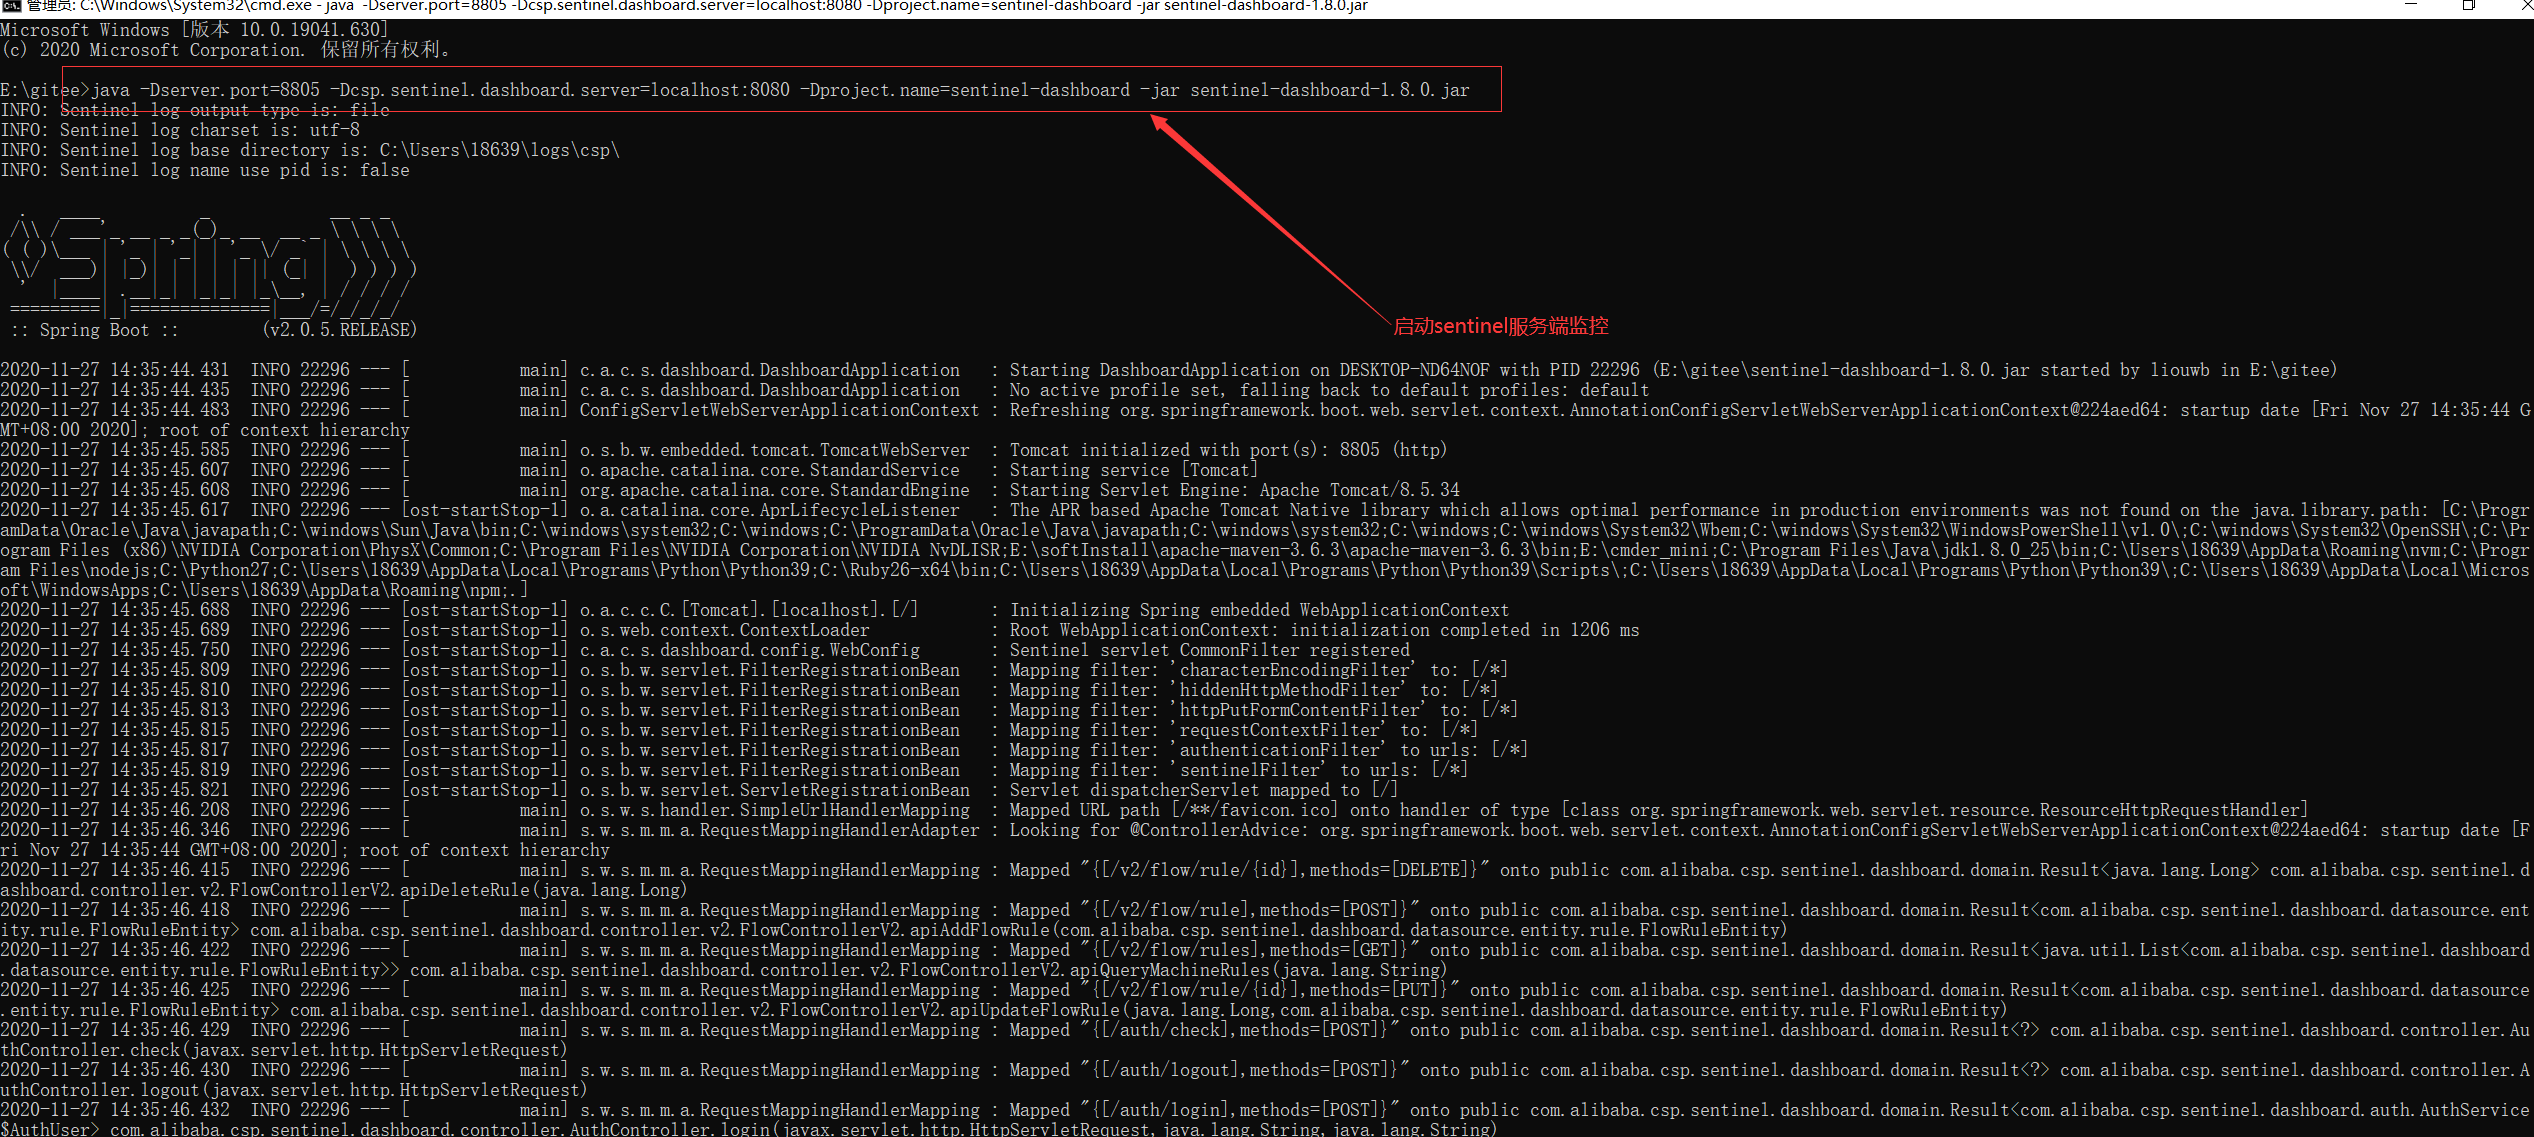 管理员: C:\Windows\System32\cmd.exe - java  -Dserver.port=8805 -Dcsp.sentinel.dashboard.server=localhost:8080 -Dproject.name=sentinel-dashboard -jar sentinel-dashboard-1.8.0.jar
Microsoft Windows [版本 10.0.19041.630]
(c) 2020 Microsoft Corporation. 保留所有权利。
E:\gitee>java -Dserver.port=8805 -Dcsp.sentinel.dashboard.server=localhost:8080 -Dproject.name=sentinel-dashboard -jar sentinel-dashboard-1.8.0.jar
INFO: Sentinel log output type is: file
INFO: Sentinel log charset is: utf-8
INFO: Sentinel log base directory is: C:\Users\18639\logs\csp\
INFO: Sentinel log name use pid is: false
Spring
:: Spring Boot ::        (v2.0.5.RELEASE)
启动sentinel服务端监控
2020-11-27 14:35:44.431  INFO 22296 --- [           main] c.a.c.s.dashboard.DashboardApplication   : Starting DashboardApplication on DESKTOP-ND64NOF with PID 22296 (E:\gitee\sentinel-dashboard-1.8.0.jar started by liouwb in E:\gitee)
2020-11-27 14:35:44.435  INFO 22296 --- [           main] c.a.c.s.dashboard.DashboardApplication   : No active profile set, falling back to default profiles: default
2020-11-27 14:35:44.483  INFO 22296 --- [           main] ConfigServletWebServerApplicationContext : Refreshing org.springframework.boot.web.servlet.context.AnnotationConfigServletWebServerApplicationContext@224aed64: startup date [Fri Nov 27 14:35:44 G
MT+08:00 2020]; root of context hierarchy
2020-11-27 14:35:45.585  INFO 22296 --- [           main] o.s.b.w.embedded.tomcat.TomcatWebServer  : Tomcat initialized with port(s): 8805 (http)
2020-11-27 14:35:45.607  INFO 22296 --- [           main] o.apache.catalina.core.StandardService   : Starting service [Tomcat]
2020-11-27 14:35:45.608  INFO 22296 --- [           main] org.apache.catalina.core.StandardEngine  : Starting Servlet Engine: Apache Tomcat/8.5.34
2020-11-27 14:35:45.617  INFO 22296 --- [ost-startStop-1] o.a.catalina.core.AprLifecycleListener   : The APR based Apache Tomcat Native library which allows optimal performance in production environments was not found on the java.library.path: [C:\Progr
amData\Oracle\Java\javapath;C:\windows\Sun\Java\bin;C:\windows\system32;C:\windows;C:\ProgramData\Oracle\Java\javapath;C:\windows\system32;C:\windows;C:\windows\System32\Wbem;C:\windows\System32\WindowsPowerShell\v1.0\;C:\windows\System32\OpenSSH\;C:\Pr
ogram Files (x86)\NVIDIA Corporation\PhysX\Common;C:\Program Files\NVIDIA Corporation\NVIDIA NvDLISR;E:\softInstall\apache-maven-3.6.3\apache-maven-3.6.3\bin;E:\cmder_mini;C:\Program Files\Java\jdk1.8.0_25\bin;C:\Users\18639\AppData\Roaming\nvm;C:\Progr
am Files\nodejs;C:\Python27;C:\Users\18639\AppData\Local\Programs\Python\Python39;C:\Ruby26-x64\bin;C:\Users\18639\AppData\Local\Programs\Python\Python39\Scripts\;C:\Users\18639\AppData\Local\Programs\Python\Python39\;C:\Users\18639\AppData\Local\Micros
oft\WindowsApps;C:\Users\18639\AppData\Roaming\npm;.]
2020-11-27 14:35:45.688  INFO 22296 --- [ost-startStop-1] o.a.c.c.C.[Tomcat].[localhost].[/]       : Initializing Spring embedded WebApplicationContext
2020-11-27 14:35:45.689  INFO 22296 --- [ost-startStop-1] o.s.web.context.ContextLoader            : Root WebApplicationContext: initialization completed in 1206 ms
2020-11-27 14:35:45.750  INFO 22296 --- [ost-startStop-1] c.a.c.s.dashboard.config.WebConfig       : Sentinel servlet CommonFilter registered
2020-11-27 14:35:45.809  INFO 22296 --- [ost-startStop-1] o.s.b.w.servlet.FilterRegistrationBean   : Mapping filter: 'characterEncodingFilter' to: [/*]
2020-11-27 14:35:45.810  INFO 22296 --- [ost-startStop-1] o.s.b.w.servlet.FilterRegistrationBean   : Mapping filter: 'hiddenHttpMethodFilter' to: [/*]
2020-11-27 14:35:45.813  INFO 22296 --- [ost-startStop-1] o.s.b.w.servlet.FilterRegistrationBean   : Mapping filter: 'httpPutFormContentFilter' to: [/*]
2020-11-27 14:35:45.815  INFO 22296 --- [ost-startStop-1] o.s.b.w.servlet.FilterRegistrationBean   : Mapping filter: 'requestContextFilter' to: [/*]
2020-11-27 14:35:45.817  INFO 22296 --- [ost-startStop-1] o.s.b.w.servlet.FilterRegistrationBean   : Mapping filter: 'authenticationFilter' to urls: [/*]
2020-11-27 14:35:45.819  INFO 22296 --- [ost-startStop-1] o.s.b.w.servlet.FilterRegistrationBean   : Mapping filter: 'sentinelFilter' to urls: [/*]
2020-11-27 14:35:45.821  INFO 22296 --- [ost-startStop-1] o.s.b.w.servlet.ServletRegistrationBean  : Servlet dispatcherServlet mapped to [/]
2020-11-27 14:35:46.208  INFO 22296 --- [           main] o.s.w.s.handler.SimpleUrlHandlerMapping  : Mapped URL path [/**/favicon.ico] onto handler of type [class org.springframework.web.servlet.resource.ResourceHttpRequestHandler]
2020-11-27 14:35:46.346  INFO 22296 --- [           main] s.w.s.m.m.a.RequestMappingHandlerAdapter : Looking for @ControllerAdvice: org.springframework.boot.web.servlet.context.AnnotationConfigServletWebServerApplicationContext@224aed64: startup date [F
ri Nov 27 14:35:44 GMT+08:00 2020]; root of context hierarchy
2020-11-27 14:35:46.415  INFO 22296 --- [           main] s.w.s.m.m.a.RequestMappingHandlerMapping : Mapped "{[/v2/flow/rule/{id}],methods=[DELETE]}" onto public com.alibaba.csp.sentinel.dashboard.domain.Result<java.lang.Long> com.alibaba.csp.sentinel.d
ashboard.controller.v2.FlowControllerV2.apiDeleteRule(java.lang.Long)
2020-11-27 14:35:46.418  INFO 22296 --- [           main] s.w.s.m.m.a.RequestMappingHandlerMapping : Mapped "{[/v2/flow/rule],methods=[POST]}" onto public com.alibaba.csp.sentinel.dashboard.domain.Result<com.alibaba.csp.sentinel.dashboard.datasource.ent
ity.rule.FlowRuleEntity> com.alibaba.csp.sentinel.dashboard.controller.v2.FlowControllerV2.apiAddFlowRule(com.alibaba.csp.sentinel.dashboard.datasource.entity.rule.FlowRuleEntity)
2020-11-27 14:35:46.422  INFO 22296 --- [           main] s.w.s.m.m.a.RequestMappingHandlerMapping : Mapped "{[/v2/flow/rules],methods=[GET]}" onto public com.alibaba.csp.sentinel.dashboard.domain.Result<java.util.List<com.alibaba.csp.sentinel.dashboard
.datasource.entity.rule.FlowRuleEntity>> com.alibaba.csp.sentinel.dashboard.controller.v2.FlowControllerV2.apiQueryMachineRules(java.lang.String)
2020-11-27 14:35:46.425  INFO 22296 --- [           main] s.w.s.m.m.a.RequestMappingHandlerMapping : Mapped "{[/v2/flow/rule/{id}],methods=[PUT]}" onto public com.alibaba.csp.sentinel.dashboard.domain.Result<com.alibaba.csp.sentinel.dashboard.datasource
.entity.rule.FlowRuleEntity> com.alibaba.csp.sentinel.dashboard.controller.v2.FlowControllerV2.apiUpdateFlowRule(java.lang.Long,com.alibaba.csp.sentinel.dashboard.datasource.entity.rule.FlowRuleEntity)
2020-11-27 14:35:46.429  INFO 22296 --- [           main] s.w.s.m.m.a.RequestMappingHandlerMapping : Mapped "{[/auth/check],methods=[POST]}" onto public com.alibaba.csp.sentinel.dashboard.domain.Result<?> com.alibaba.csp.sentinel.dashboard.controller.Au
thController.check(javax.servlet.http.HttpServletRequest)
2020-11-27 14:35:46.430  INFO 22296 --- [           main] s.w.s.m.m.a.RequestMappingHandlerMapping : Mapped "{[/auth/logout],methods=[POST]}" onto public com.alibaba.csp.sentinel.dashboard.domain.Result<?> com.alibaba.csp.sentinel.dashboard.controller.A
uthController.logout(javax.servlet.http.HttpServletRequest)
2020-11-27 14:35:46.432  INFO 22296 --- [           main] s.w.s.m.m.a.RequestMappingHandlerMapping : Mapped "{[/auth/login],methods=[POST]}" onto public com.alibaba.csp.sentinel.dashboard.domain.Result<com.alibaba.csp.sentinel.dashboard.auth.AuthService
$AuthUser> com.alibaba.csp.sentinel.dashboard.controller.AuthController.login(javax.servlet.http.HttpServletRequest,java.lang.String,java.lang.String)